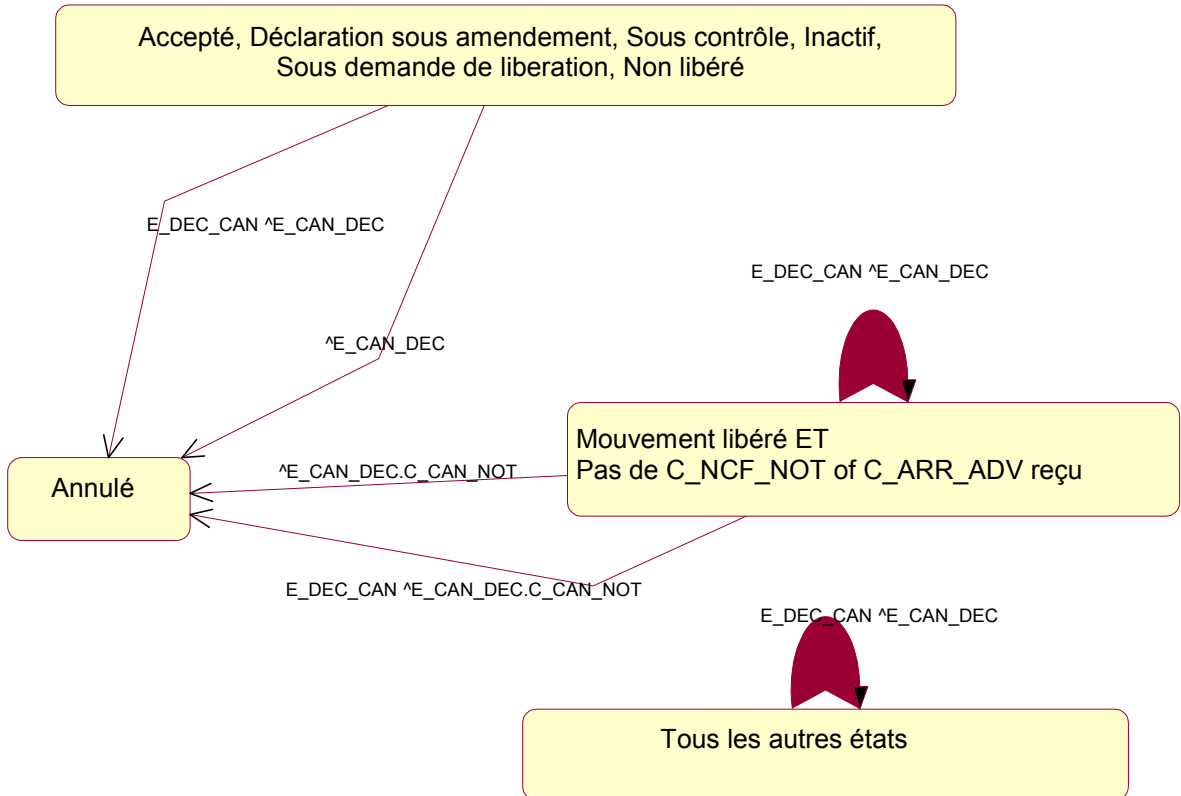 Accepté, Déclaration sous amendement, Sous contrôle, Inactif,
Sous demande de liberation, Non libéré
E_DEC_CAN ^E_CAN_DEC
E_DEC_CAN ^E_CAN_DEC
^E_CAN_DEC
Mouvement libéré ET
Pas de C_NCF_NOT of C_ARR_ADV reçu
^E_CAN_DEC.C_CAN_NOT
Annulé
E_DEC_CAN ^E_CAN_DEC.C_CAN_NOT
E_DEC_CAN ^E_CAN_DEC
Tous les autres états